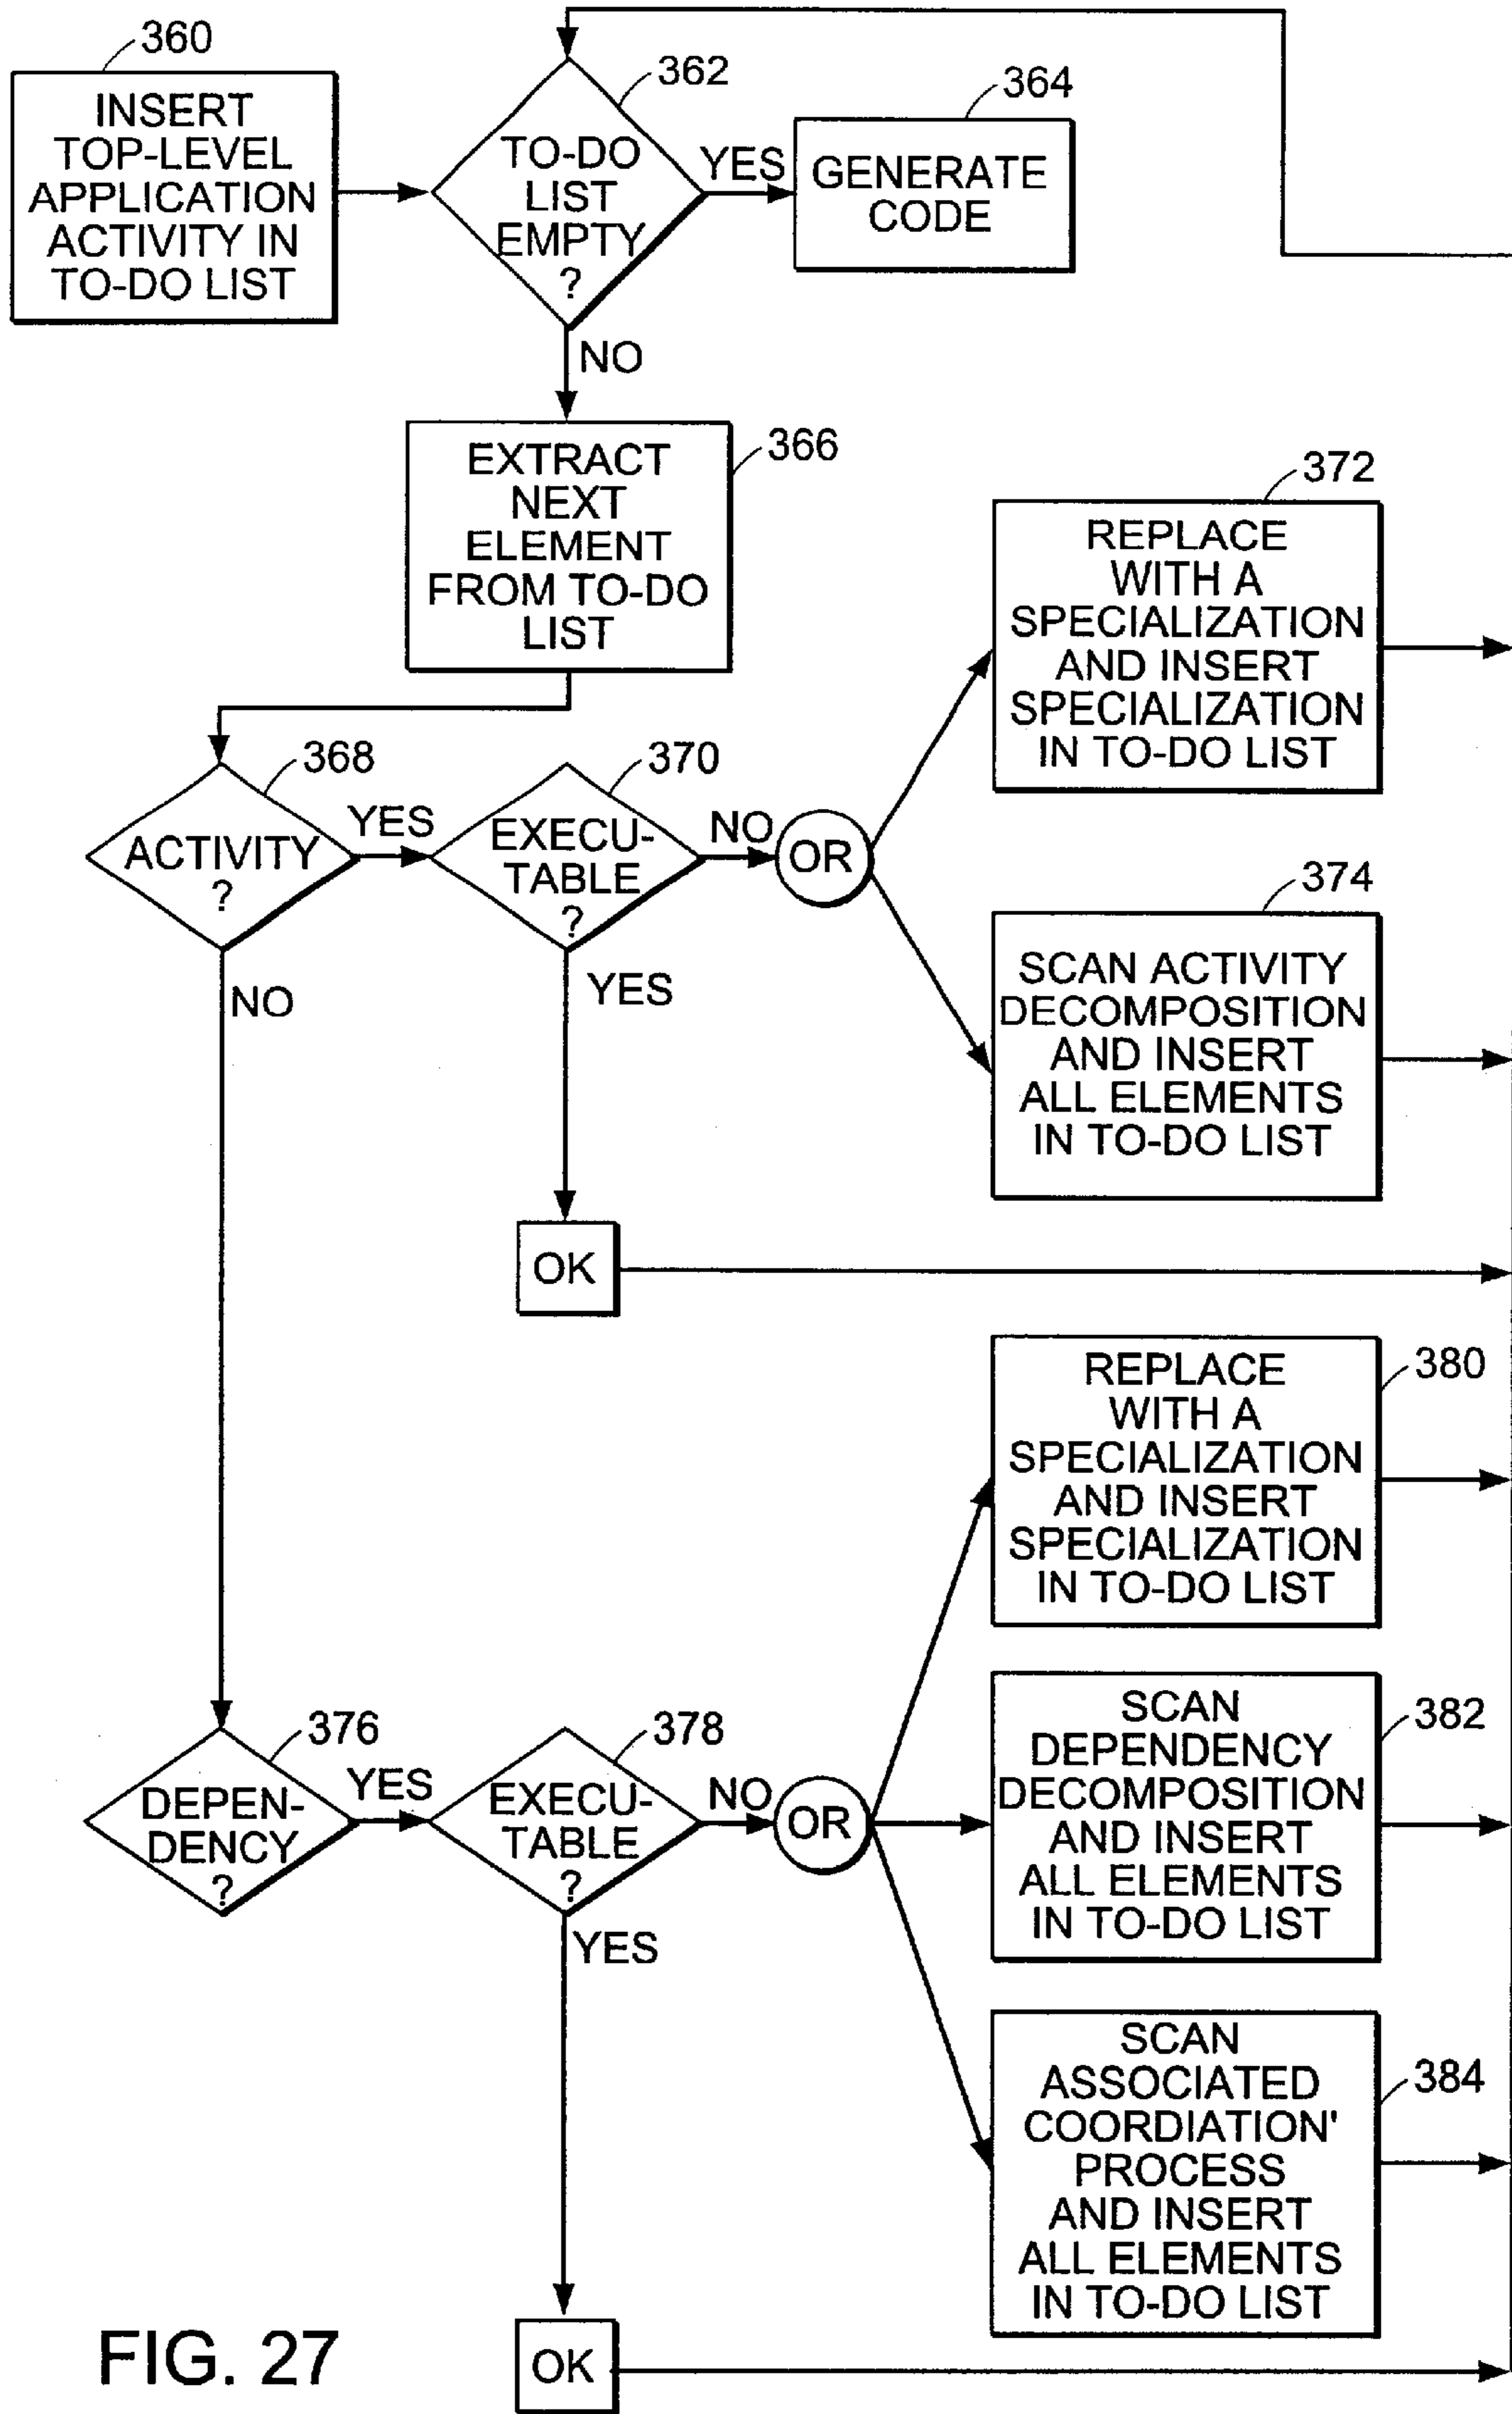 360
INSERT
TOP-LEVEL
APPLICATION
ACTIVITY IN
TO-DO LIST
362
TO-DO
LIST
EMPTY
?
YES
364
GENERATE
CODE
NO
366
EXTRACT
NEXT
ELEMENT
FROM TO-DO
LIST
368
ACTIVITY
?
YES
370
EXECU-
TABLE
?
NO
OR
372
REPLACE
WITH A
SPECIALIZATION
AND INSERT
SPECIALIZATION
IN TO-DO LIST
374
SCAN ACTIVITY
DECOMPOSITION
AND INSERT
ALL ELEMENTS
IN TO-DO LIST
NO
YES
OK
376
DEPEN-
DENCY
?
YES
378
EXECU-
TABLE
?
NO
OR
380
REPLACE
WITH A
SPECIALIZATION
AND INSERT
SPECIALIZATION
IN TO-DO LIST
382
SCAN
DEPENDENCY
DECOMPOSITION
AND INSERT
ALL ELEMENTS
IN TO-DO LIST
384
SCAN
ASSOCIATED
COORDIATION'
PROCESS
AND INSERT
ALL ELEMENTS
IN TO-DO LIST
YES
OK
FIG. 27